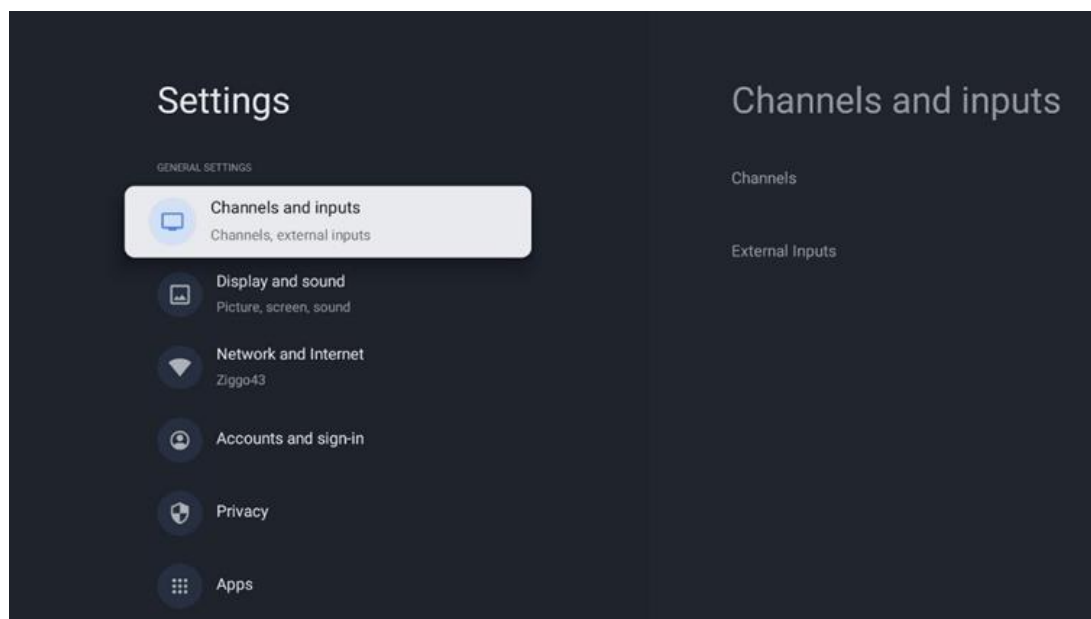 Settings
GENERAL SETTINGS
Channels and inputs
Channels, external inputs
Display and sound
Picture, screen, sound
Network and Internet
Ziggo43
Accounts and sign-in
Privacy
Apps
Channels and inputs
Channels
External Inputs